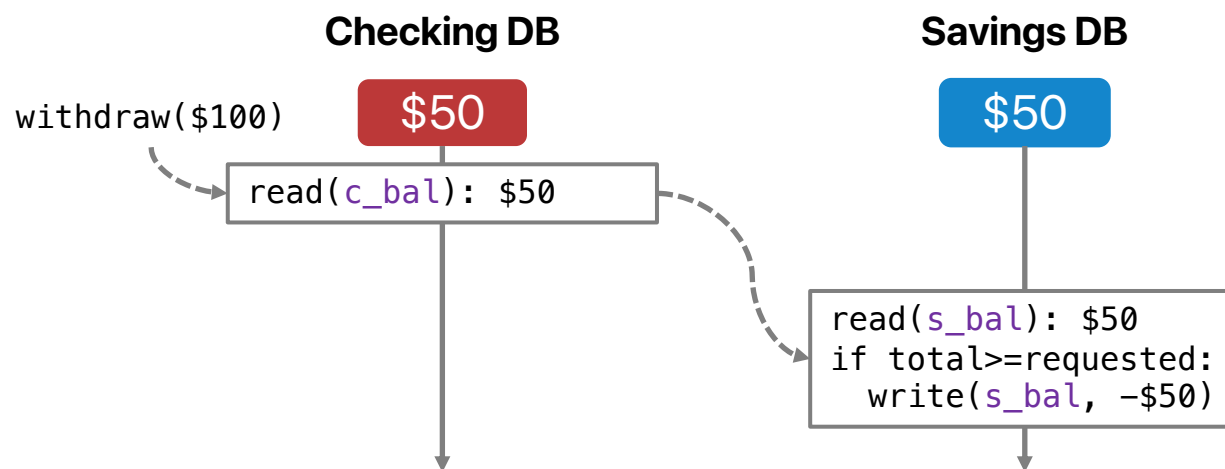 Checking DB
Savings DB
withdraw($100)
$50
$50
read(c_bal): $50
read(s_bal): $50
if total>=requested:
write(s_bal, −$50)